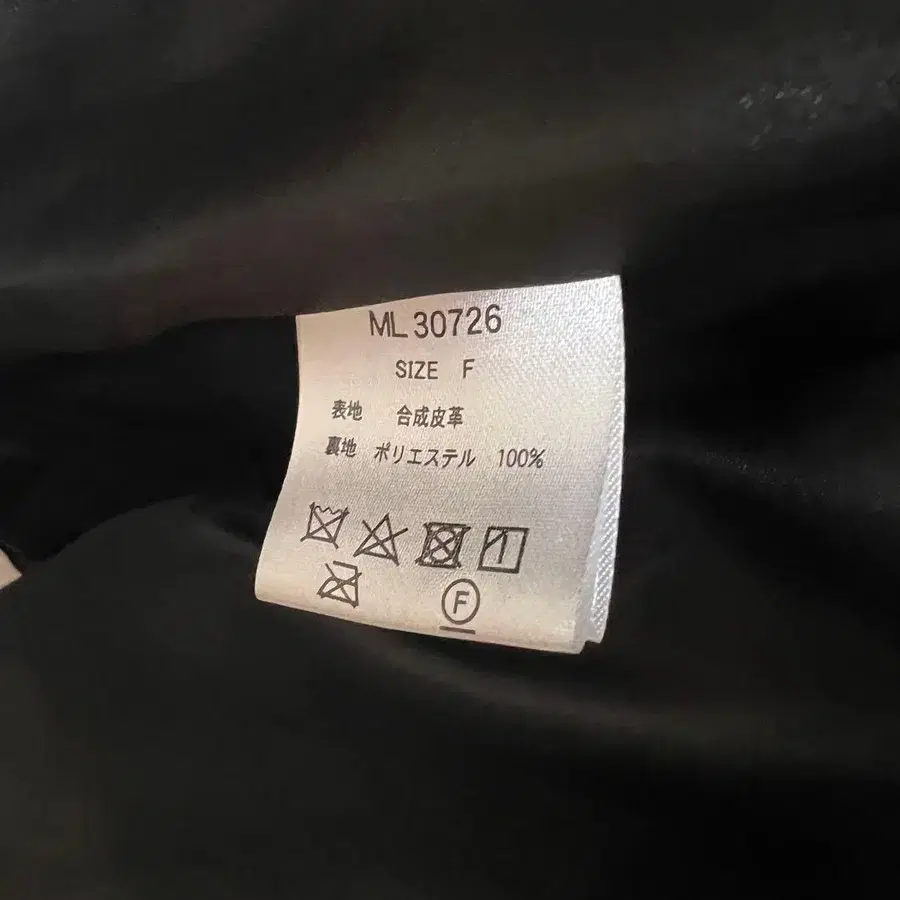 ML 30726
SIZE F
表地 合成皮革
裏地 ポリエステル 100%
F